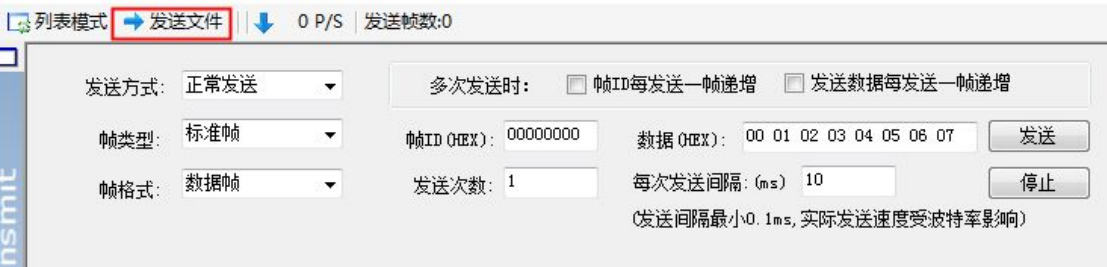 列表模式 发送文件 0 P/S 发送帧数:0
发送方式: 正常发送 多次发送时: 帧ID每发送一帧递增 发送数据每发送一帧递增
帧类型: 标准帧 帧ID(HEX): 00000000 数据(HEX): 00 01 02 03 04 05 06 07 发送
帧格式: 数据帧 发送次数: 1 每次发送间隔:(ms) 10 停止
(发送间隔最小0.1ms,实际发送速度受波特率影响)
nsmit